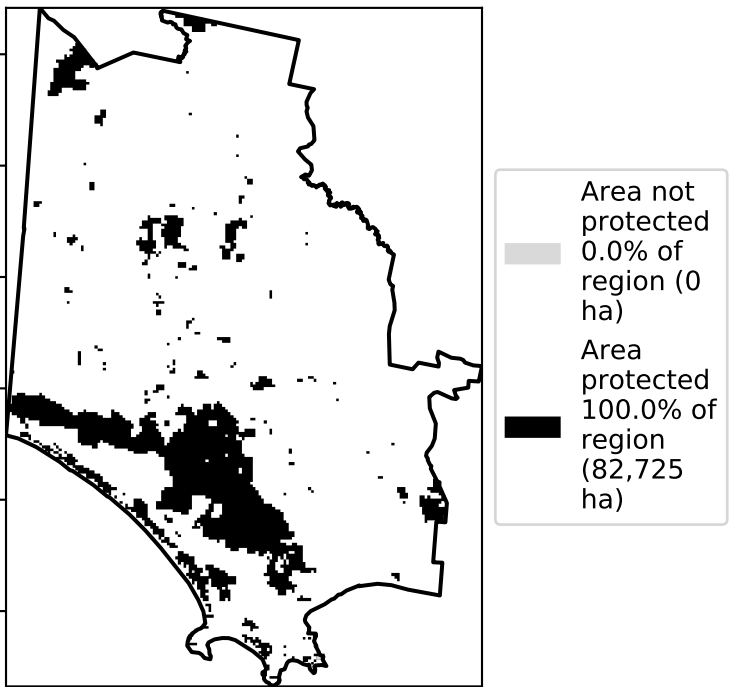 Area not
protected
0.0% of
region (0
ha)
Area
protected
100.0% of
region
(82,725
ha)